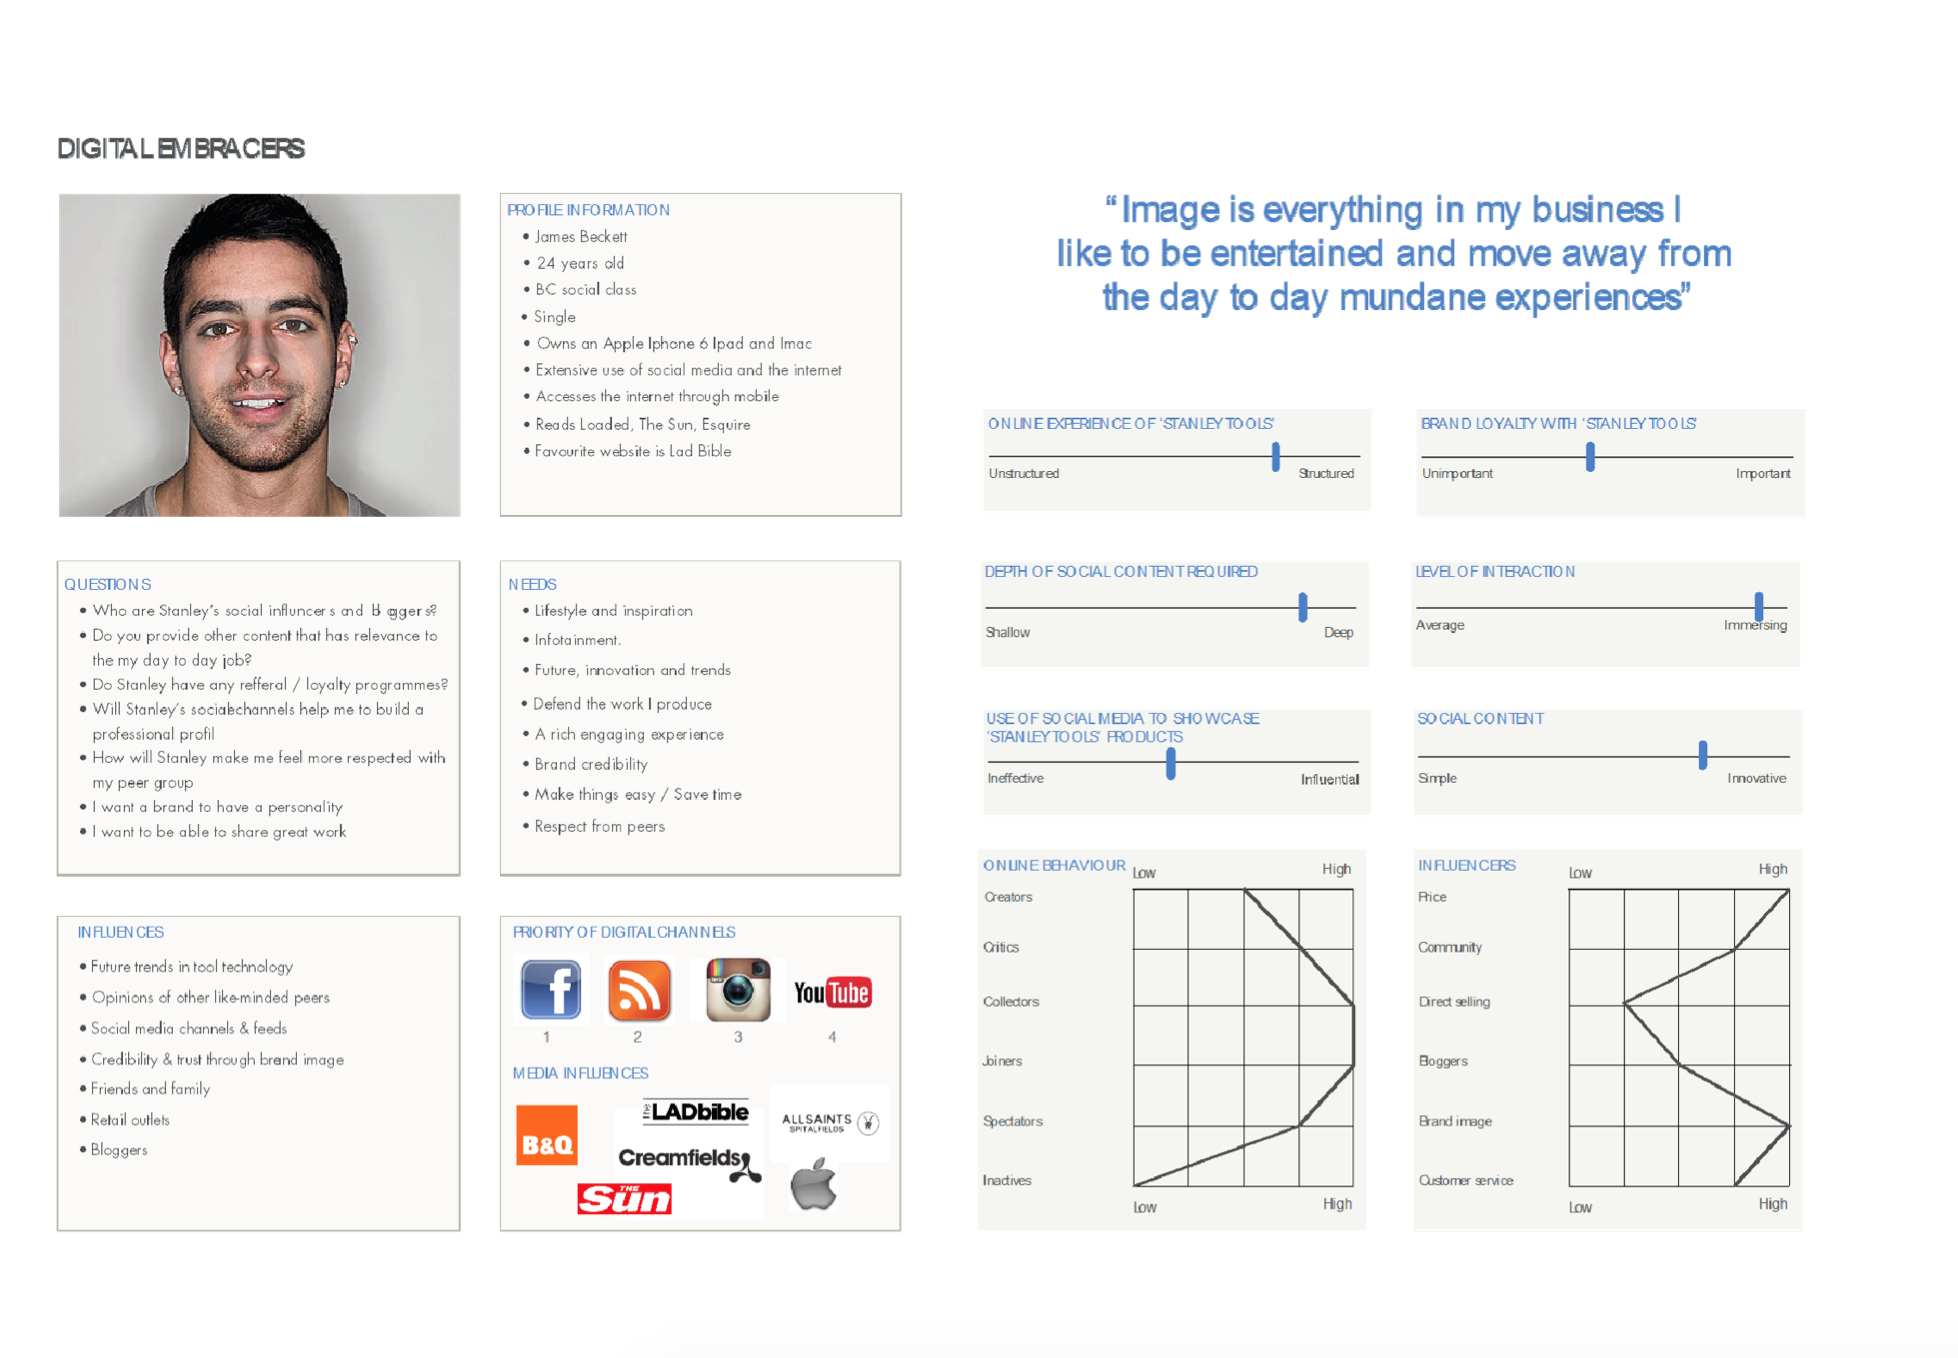 DIGITAL EMBRACERS
PROFILE INFORMATION
• James Beckett
• 24 years old
• BC social class
• Single
• Owns an Apple Iphone 6 Ipad and Imac
• Extensive use of social media and the internet
• Accesses the internet through mobile
• Reads Loaded, The Sun, Esquire
• Favourite website is Lad Bible
QUESTIONS
• Who are Stanley's social influncers and bloggers?
• Do you provide other content that has relevance to
the my day to day job?
• Do Stanley have any refferal / loyalty programmes?
• Will Stanley's social channels help me to build a
professional profil
• How will Stanley make me feel more respected with
my peer group
• I want a brand to have a personality
• I want to be able to share great work
NEEDS
• Lifestyle and inspiration
• Infotainment.
• Future, innovation and trends
• Defend the work I produce
• A rich engaging experience
• Brand credibility
• Make things easy / Save time
• Respect from peers
INFLUENCES
• Future trends in tool technology
• Opinions of other like-minded peers
• Social media channels & feeds
• Credibility & trust through brand image
• Friends and family
• Retail outlets
• Bloggers
PRIORITY OF DIGITAL CHANNELS
f
YouTube
1 2 3 4
MEDIA INFLUENCES
B&Q
THE LADbible
ALLSAINTS
SPITALFIELDS
Creamfields
THE Sun
"Image is everything in my business I
like to be entertained and move away from
the day to day mundane experiences"
ONLINE EXPERIENCE OF 'STANLEY TOOLS'
Unstructured Structured
BRAND LOYALTY WITH 'STANLEY TOOLS'
Unimportant Important
DEPTH OF SOCIAL CONTENT REQUIRED
Shallow Deep
LEVEL OF INTERACTION
Average Immersing
USE OF SOCIAL MEDIA TO SHOWCASE
'STANLEY TOOLS' PRODUCTS
Ineffective Influential
SOCIAL CONTENT
Simple Innovative
ONLINE BEHAVIOUR
Low High
Creators
Critics
Collectors
Joiners
Spectators
Inactives
Low High
INFLUENCERS
Low High
Price
Community
Direct selling
Bloggers
Brand image
Customer service
Low High